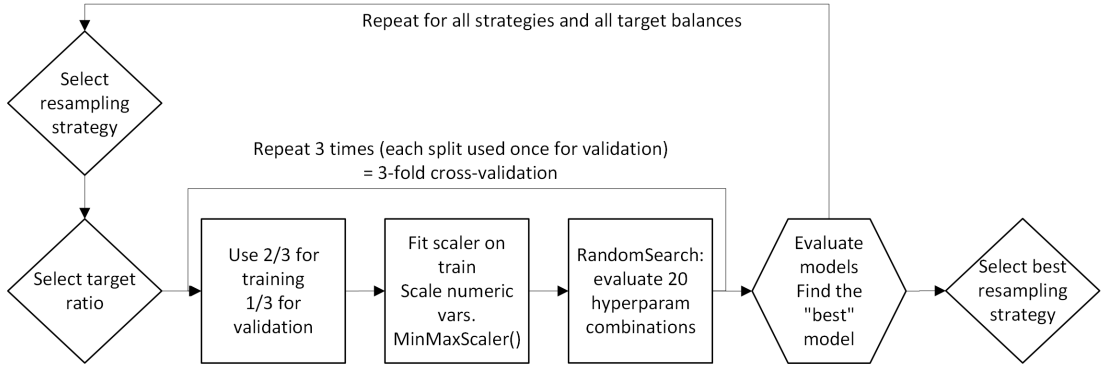 Repeat for all strategies and all target balances
Select
resampling
strategy
Repeat 3 times (each split used once for validation)
= 3-fold cross-validation
Select target
ratio
Use 2/3 for
training
1/3 for
validation
Fit scaler on
train
Scale numeric
vars.
MinMaxScaler()
RandomSearch:
evaluate 20
hyperparam
combinations
Evaluate
models
Find the
"best"
model
Select best
resampling
strategy